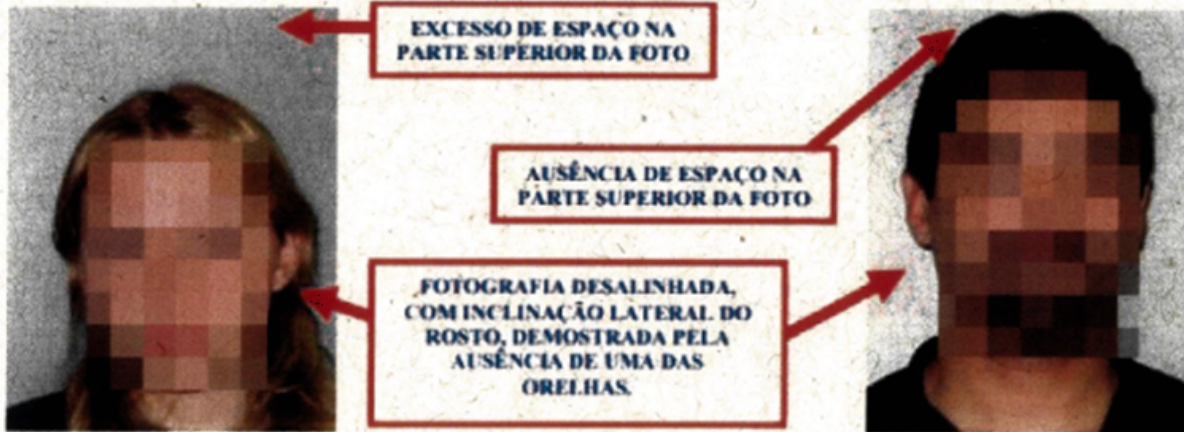 EXCESSO DE ESPAÇO NA
PARTE SUPERIOR DA FOTO
AUSÊNCIA DE ESPAÇO NA
PARTE SUPERIOR DA FOTO
FOTOGRAFIA DESALINHADA,
COM INCLINAÇÃO LATERAL DO
ROSTO, DEMOSTRADA PELA
AUSÊNCIA DE UMA DAS
ORELHAS.